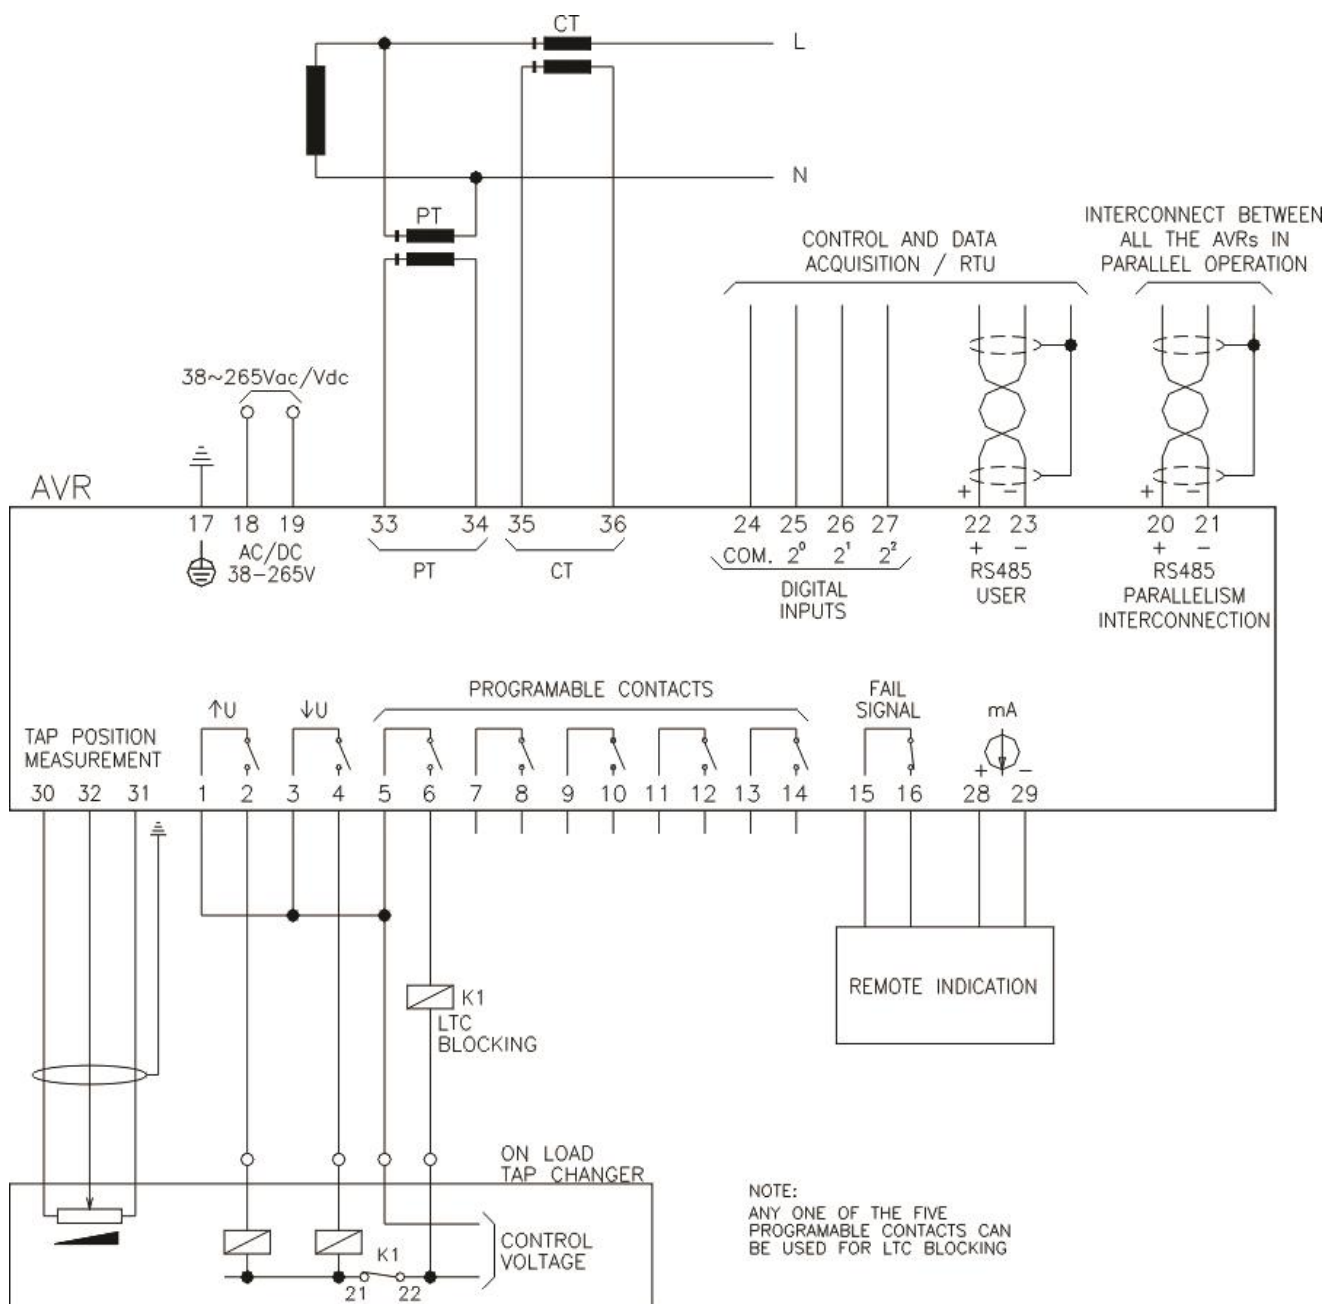 CT
L
N
PT
CONTROL AND DATA
ACQUISITION / RTU
INTERCONNECT BETWEEN
ALL THE AVRs IN
PARALLEL OPERATION
38~265Vac/Vdc
AVR
+ − + −
17 18 19 33 34 35 36 24 25 26 27 22 23 20 21
AC/DC
38-265V
PT
CT
COM. 2⁰ 2¹ 2²
DIGITAL
INPUTS
+ −
RS485
USER
+ −
RS485
PARALLELISM
INTERCONNECTION
TAP POSITION
MEASUREMENT
↑U
↓U
PROGRAMABLE CONTACTS
FAIL
SIGNAL
mA
+ −
30 32 31 1 2 3 4 5 6 7 8 9 10 11 12 13 14 15 16 28 29
K1
LTC
BLOCKING
REMOTE INDICATION
ON LOAD
TAP CHANGER
K1
21 22
CONTROL
VOLTAGE
NOTE:
ANY ONE OF THE FIVE
PROGRAMABLE CONTACTS CAN
BE USED FOR LTC BLOCKING